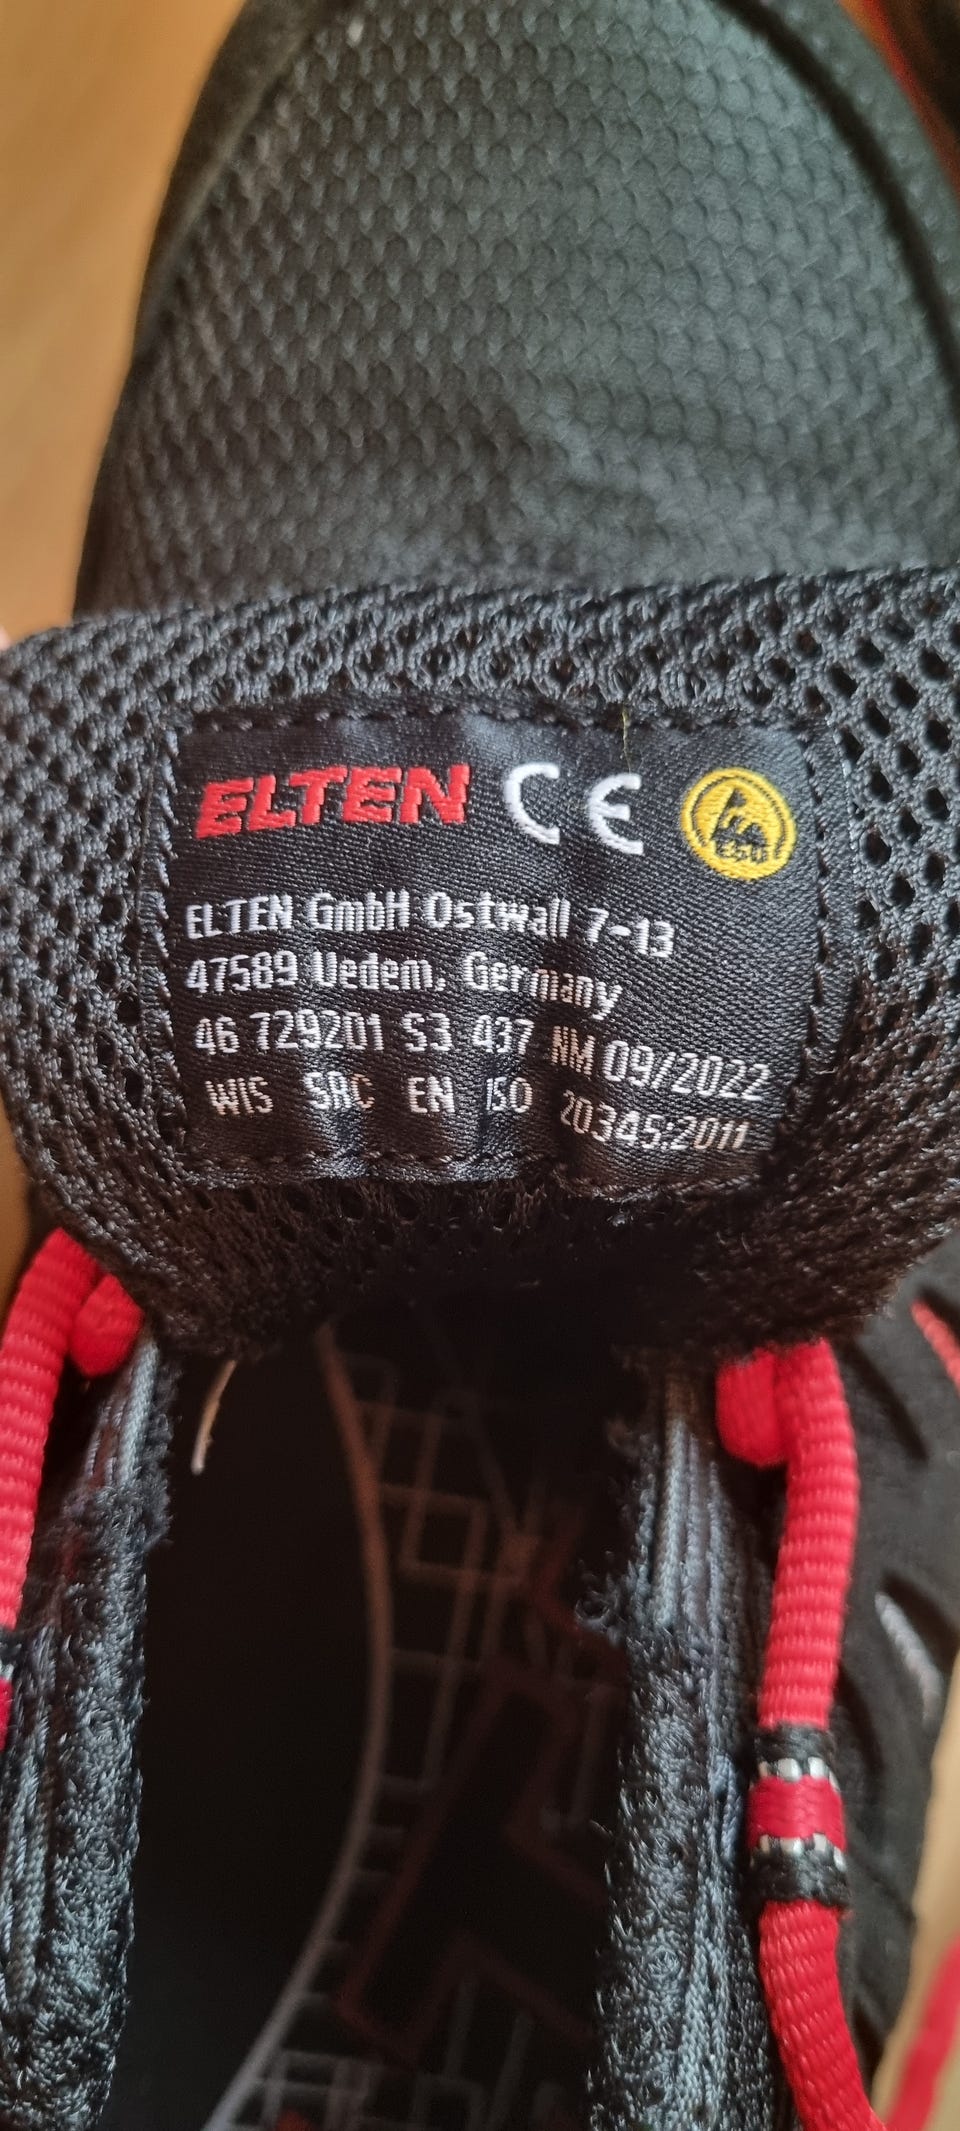 ELTEN CE ESD
ELTEN GmbH Ostwall 7-13
47589 Uedem, Germany
46 729201 S3 437 NM 09/2022
WIS SRC EN ISO 20345:2011